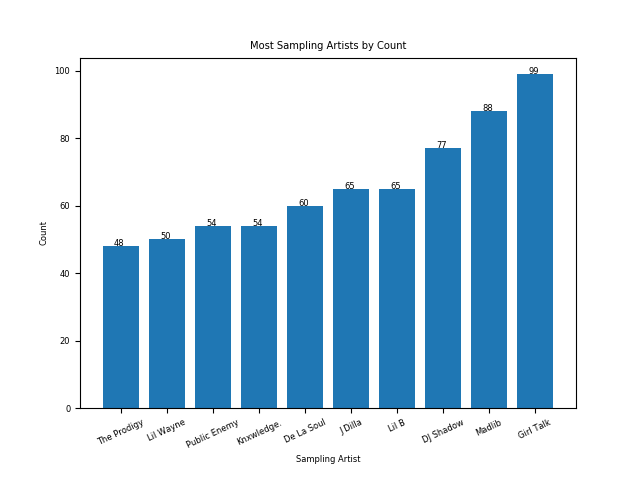 Most Sampling Artists by Count
Count
100
80
60
40
20
0
48
50
54
54
60
65
65
77
88
99
The Prodigy
Lil Wayne
Public Enemy
Knxwledge.
De La Soul
J Dilla
Lil B
DJ Shadow
Madlib
Girl Talk
Sampling Artist